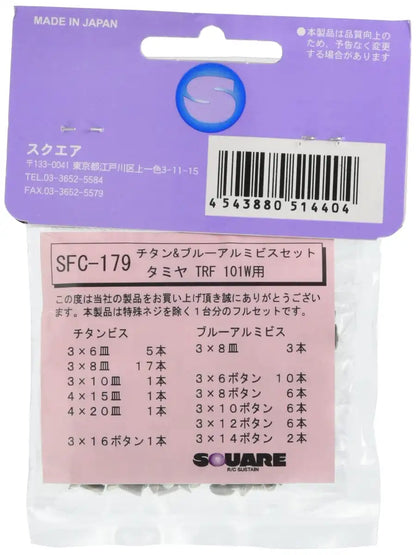 MADE IN JAPAN
●本製品は品質向上の
ため、予告なく変更
する場合があります
S
スクエア
〒133-0041 東京都江戸川区上一色3-11-15
TEL.03-3652-5584
FAX.03-3652-5579
4543880514404
SFC-179 チタン&ブルーアルミビスセット
タミヤ TRF 101W用
この度は当社の製品をお買い上げ頂き誠にありがとうございます。本製品は特殊ネジを除く1台分のフルセットです。
チタンビス ブルーアルミビス
3×6皿 5本 3×8皿 3本
3×8皿 17本
3×10皿 1本 3×6ボタン 10本
4×15皿 1本 3×8ボタン 6本
4×20皿 1本 3×10ボタン 6本
3×12ボタン 6本
3×16ボタン 1本 3×14ボタン 2本
SQUARE
R/C SUSTAIN